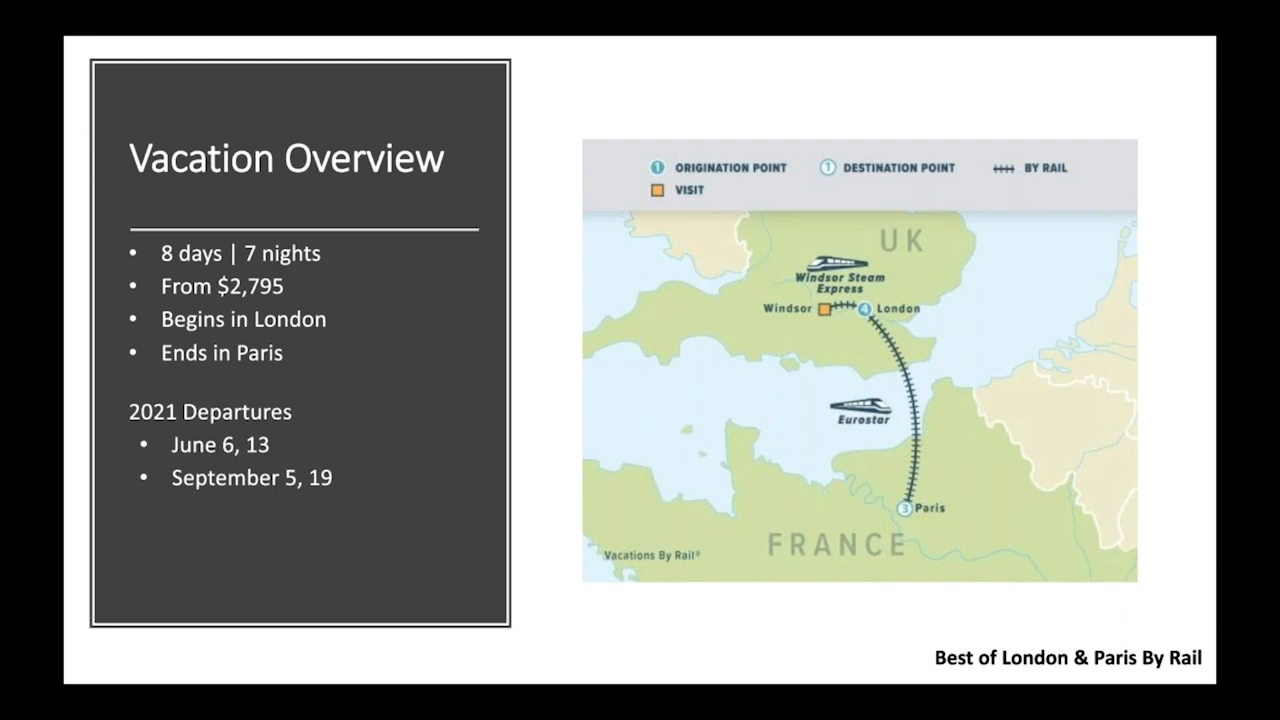 Vacation Overview
• 8 days | 7 nights
• From $2,795
• Begins in London
• Ends in Paris
2021 Departures
• June 6, 13
• September 5, 19
1 ORIGINATION POINT
1 DESTINATION POINT
BY RAIL
VISIT
UK
Windsor Steam
Express
Windsor
4 London
Eurostar
3 Paris
FRANCE
Vacations By Rail®
Best of London & Paris By Rail